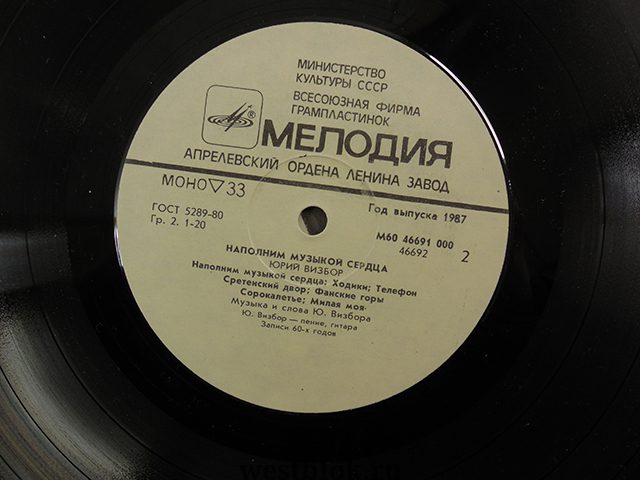 МИНИСТЕРСТВО
КУЛЬТУРЫ СССР
ВСЕСОЮЗНАЯ ФИРМА
ГРАМПЛАСТИНОК
® МЕЛОДИЯ
АПРЕЛЕВСКИЙ ОРДЕНА ЛЕНИНА ЗАВОД
МОНО ▽ 33
ГОСТ 5289-80
Гр. 2. 1-20
Год выпуска 1987
М60 46691 000
46692 2
НАПОЛНИМ МУЗЫКОЙ СЕРДЦА
ЮРИЙ ВИЗБОР
Наполним музыкой сердца; Ходики; Телефон
Сретенский двор; Фанские горы
Сорокалетье; Милая моя
Музыка и слова Ю. Визбора
Ю. Визбор — пение, гитара
Записи 60-х годов